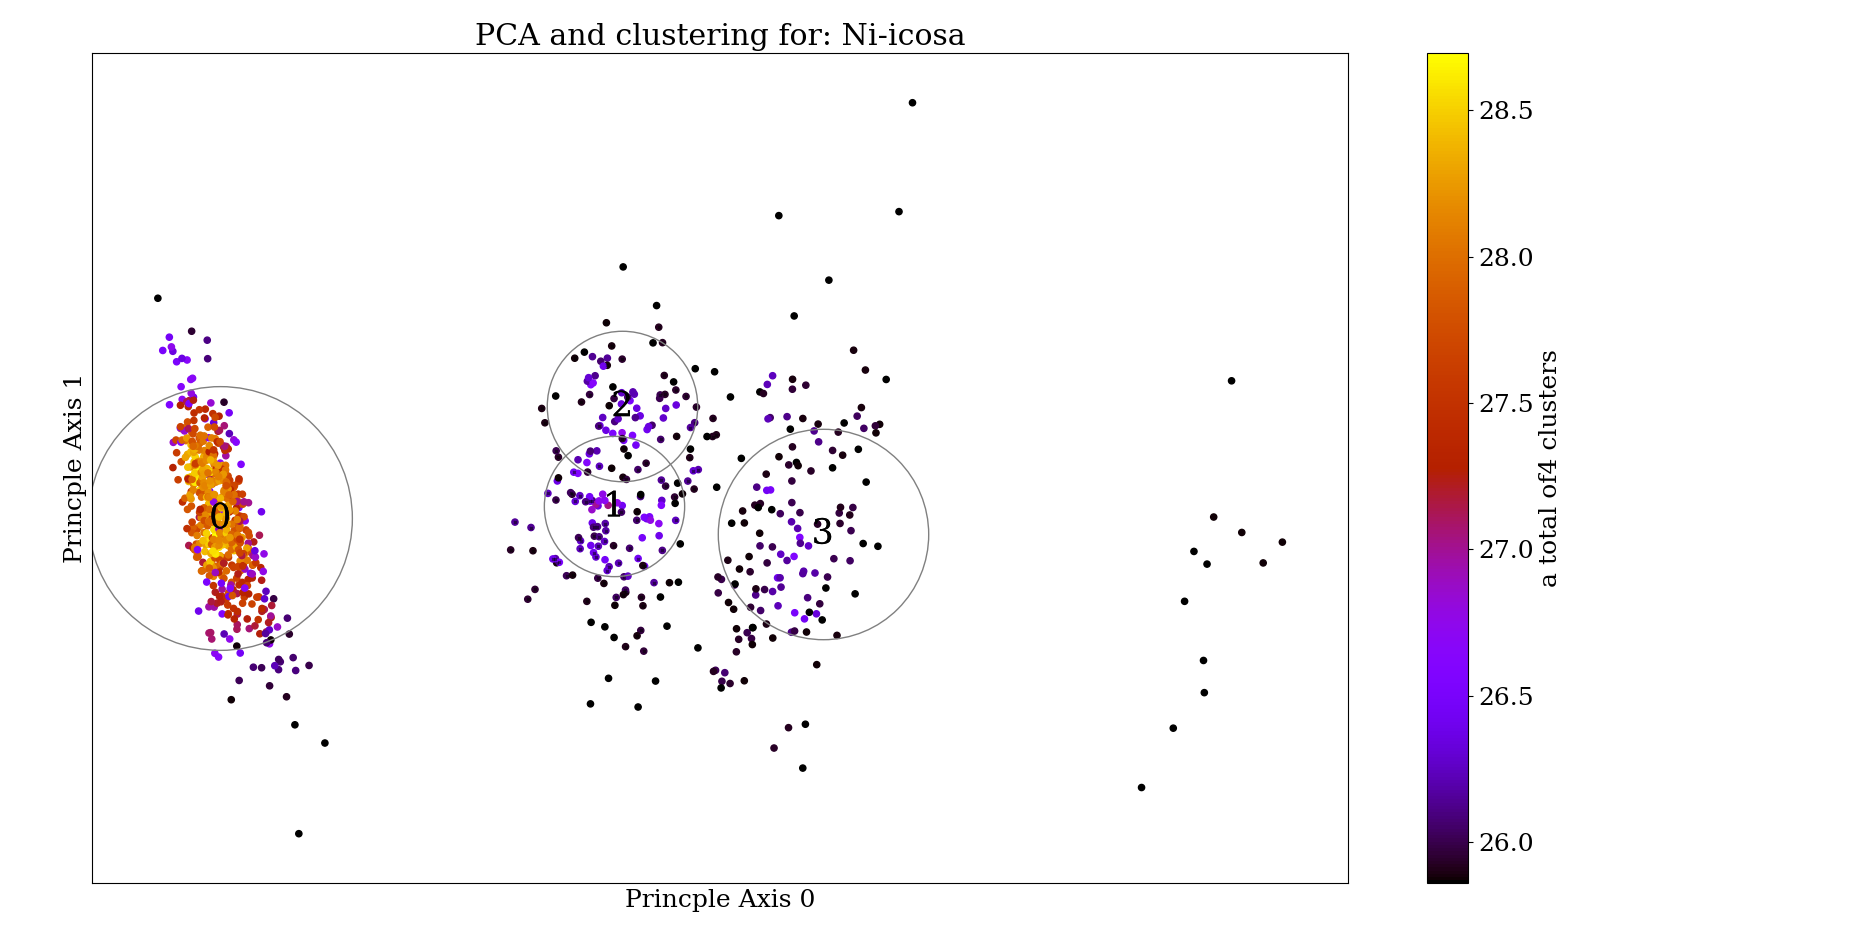 PCA and clustering for: Ni-icosa
Princple Axis 1
0
2
1
3
Princple Axis 0
28.5
28.0
27.5
27.0
26.5
26.0
a total of4 clusters